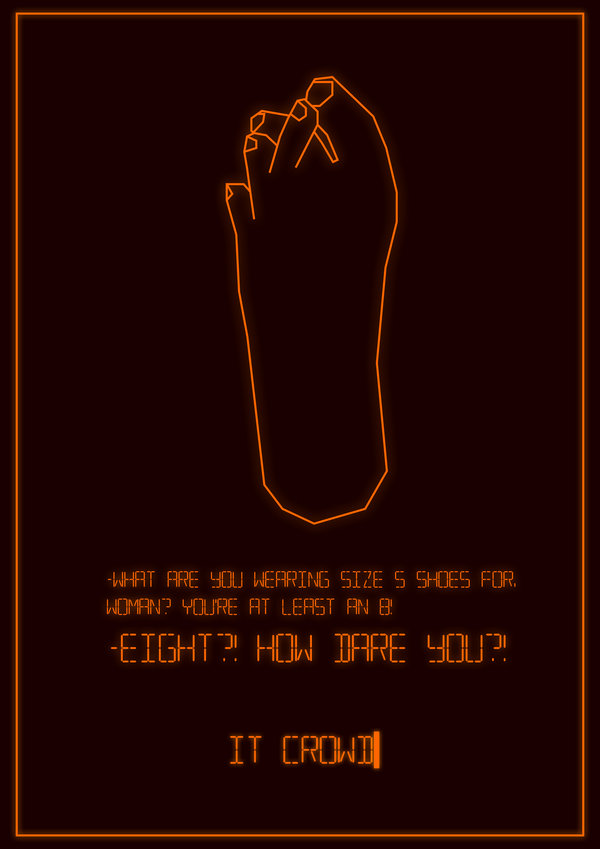 -WHAT ARE YOU WEARING SIZE 5 SHOES FOR,
WOMAN? YOU'RE AT LEAST AN 8!
-EIGHT?! HOW DARE YOU?!
IT CROWD